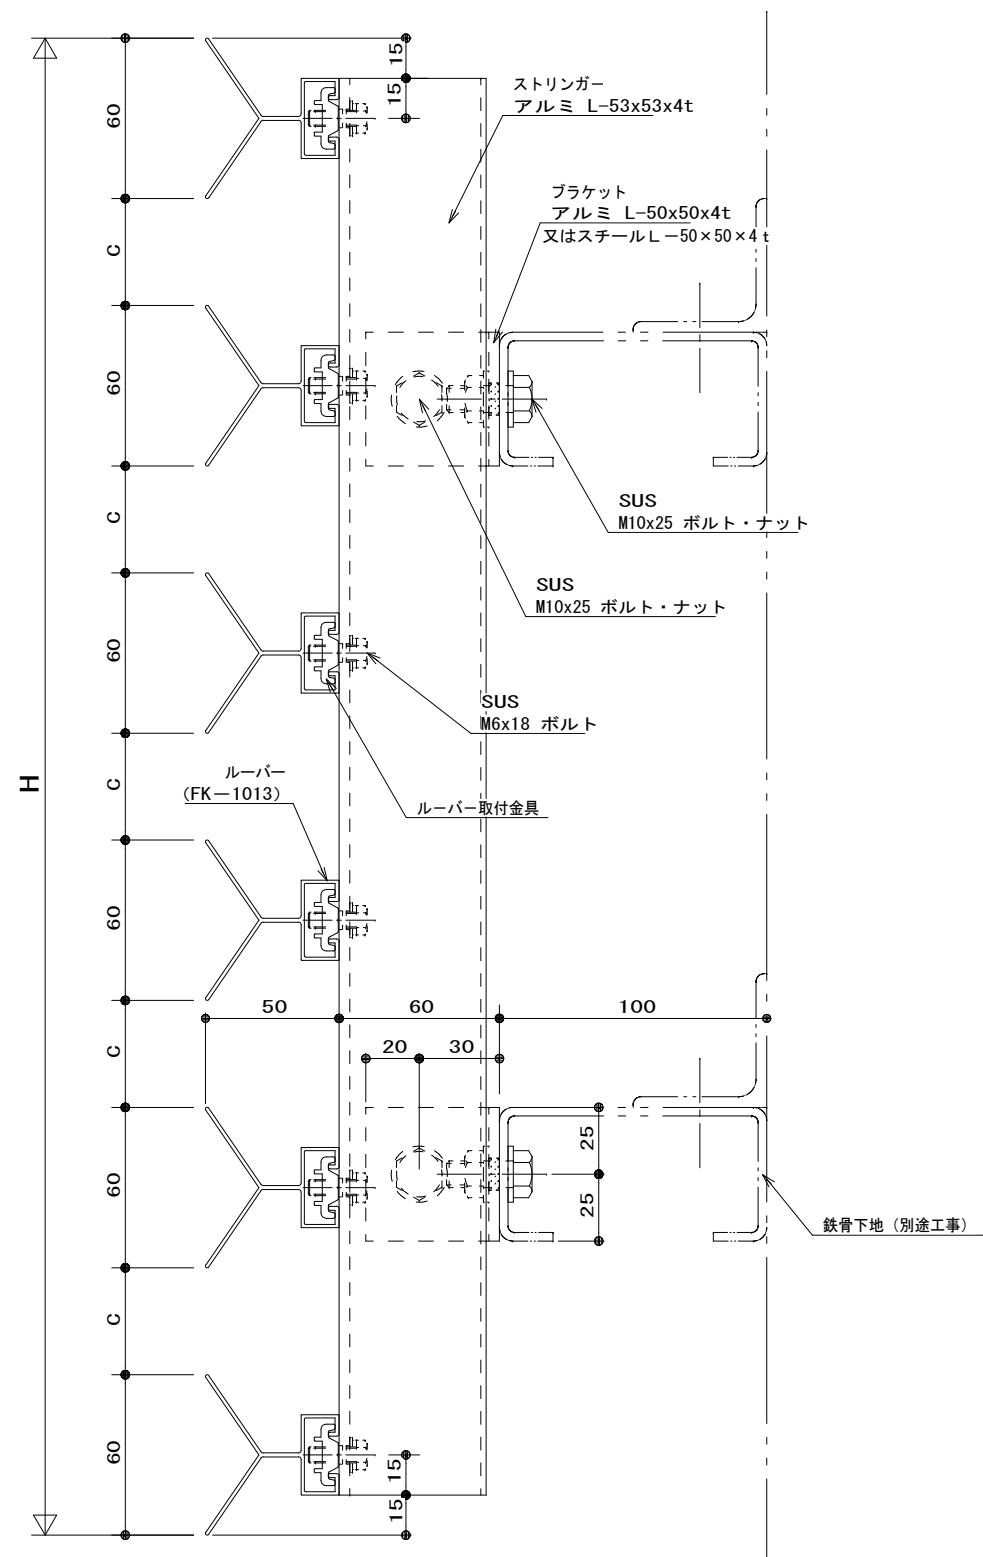 15
15
ストリンガー
アルミ L-53x53x4t
60
ブラケット
アルミ L-50x50x4t
又はスチールL－50×50×4t
C
60
SUS
M10x25 ボルト・ナット
C
SUS
M10x25 ボルト・ナット
60
SUS
M6x18 ボルト
ルーバー
(FK－1013)
ルーバー取付金具
H
C
60
50
60
100
C
20
30
25
25
60
鉄骨下地（別途工事）
C
60
15
15